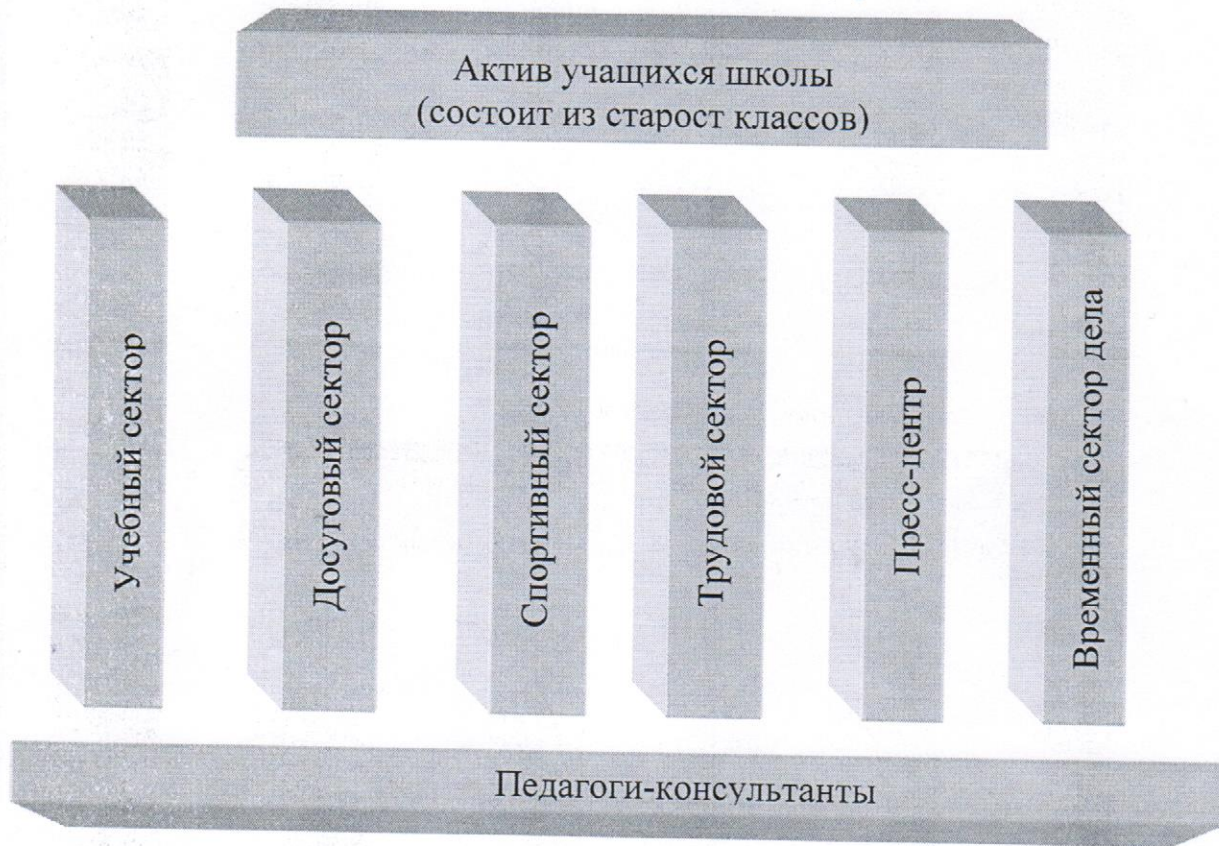 Актив учащихся школы
(состоит из старост классов)
Учебный сектор
Досуговый сектор
Спортивный сектор
Трудовой сектор
Пресс-центр
Временный сектор дела
Педагоги-консультанты